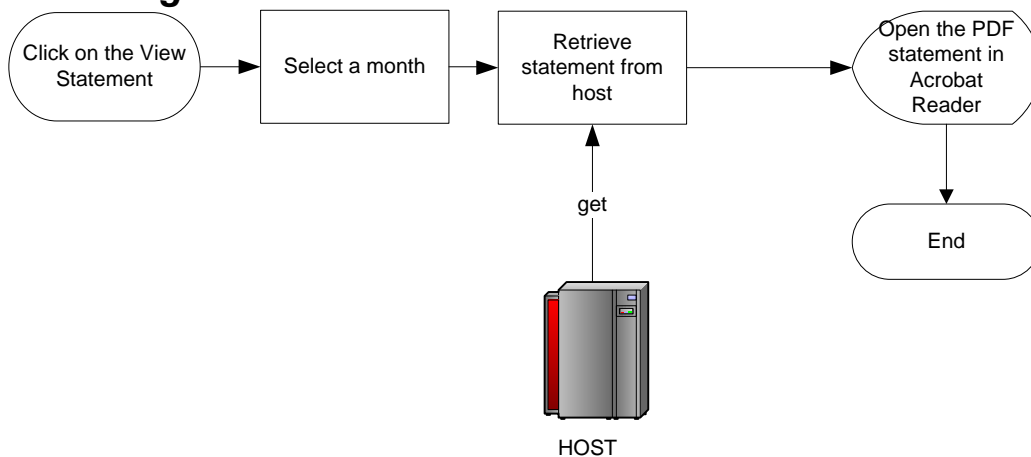 Click on the View
Statement
Select a month
Retrieve
statement from
host
Open the PDF
statement in
Acrobat
Reader
get
End
HOST